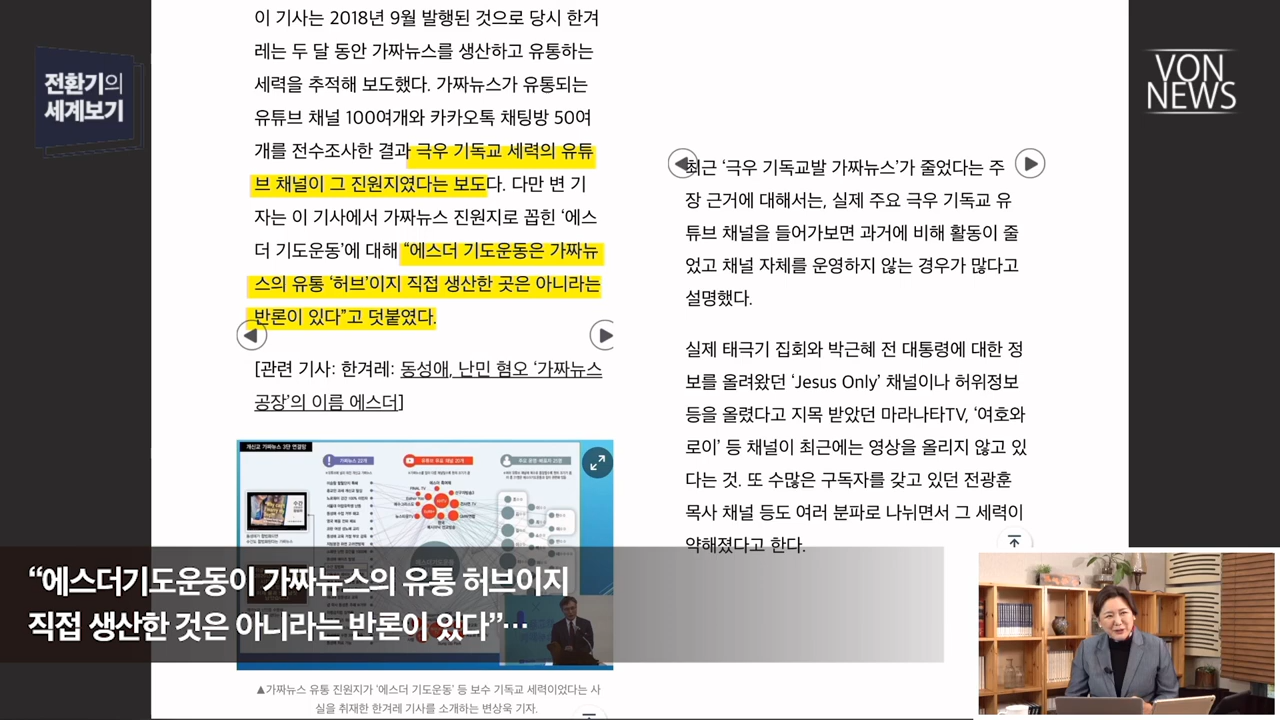 전환기의
세계보기
VON
NEWS
이 기사는 2018년 9월 발행된 것으로 당시 한겨
레는 두 달 동안 가짜뉴스를 생산하고 유통하는
세력을 추적해 보도했다. 가짜뉴스가 유통되는
유튜브 채널 100여개와 카카오톡 채팅방 50여
개를 전수조사한 결과 극우 기독교 세력의 유튜
브 채널이 그 진원지였다는 보도다. 다만 변 기
자는 이 기사에서 가짜뉴스 진원지로 꼽힌 ‘에스
더 기도운동’에 대해 “에스더 기도운동은 가짜뉴
스의 유통 ‘허브’이지 직접 생산한 곳은 아니라는
반론이 있다”고 덧붙였다.
[관련 기사: 한겨레: 동성애, 난민 혐오 ‘가짜뉴스
공장’의 이름 에스더]
개신교 가짜뉴스 3단 연결망
가짜뉴스 22개
▲가짜뉴스 유통 진원지가 '에스더 기도운동' 등 보수 기독교 세력이었다는 사
실을 취재한 한겨레 기사를 소개하는 변상욱 기자.
최근 ‘극우 기독교발 가짜뉴스’가 줄었다는 주
장 근거에 대해서는, 실제 주요 극우 기독교 유
튜브 채널을 들어가보면 과거에 비해 활동이 줄
었고 채널 자체를 운영하지 않는 경우가 많다고
설명했다.
실제 태극기 집회와 박근혜 전 대통령에 대한 정
보를 올려왔던 ‘Jesus Only’ 채널이나 허위정보
등을 올렸다고 지목 받았던 마라나타TV, ‘여호와
로이’ 등 채널이 최근에는 영상을 올리지 않고 있
다는 것. 또 수많은 구독자를 갖고 있던 전광훈
목사 채널 등도 여러 분파로 나뉘면서 그 세력이
약해졌다고 한다.
“에스더기도운동이 가짜뉴스의 유통 허브이지
직접 생산한 것은 아니라는 반론이 있다”…